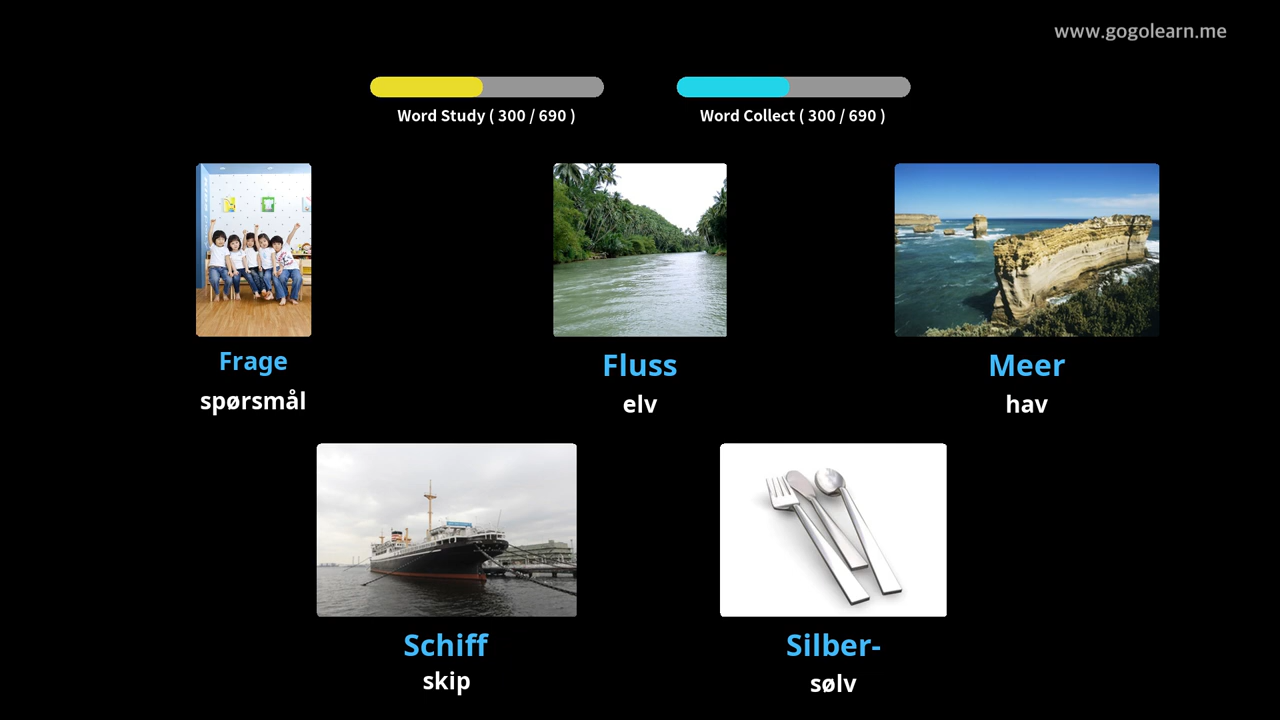 www.gogolearn.me
Word Study ( 300 / 690 )
Word Collect ( 300 / 690 )
Frage
spørsmål
Fluss
elv
Meer
hav
Schiff
skip
Silber-
sølv